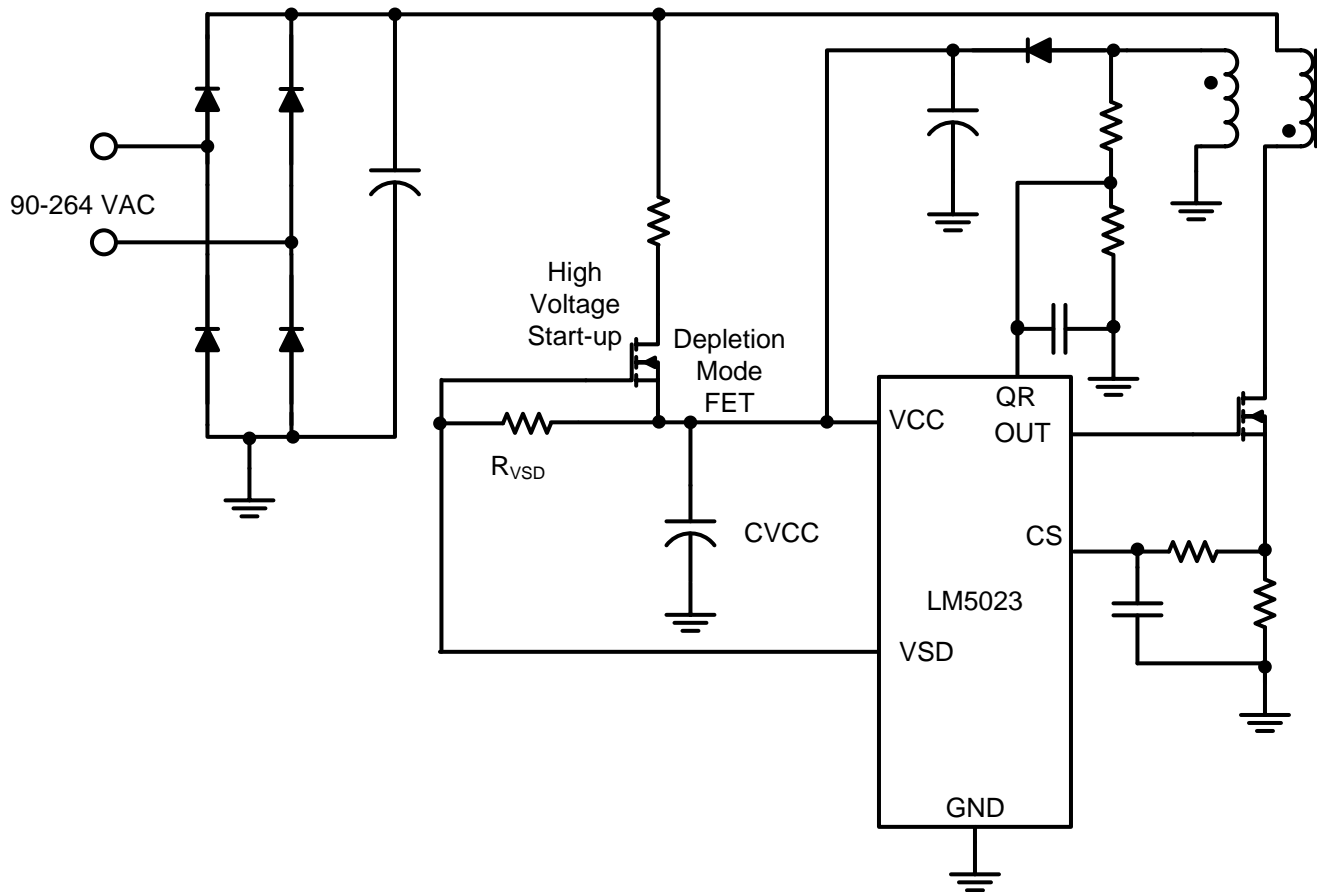 90-264 VAC
High
Voltage
Start-up
Depletion
Mode
FET
RVSD
CVCC
QR
VCC
OUT
CS
LM5023
VSD
GND